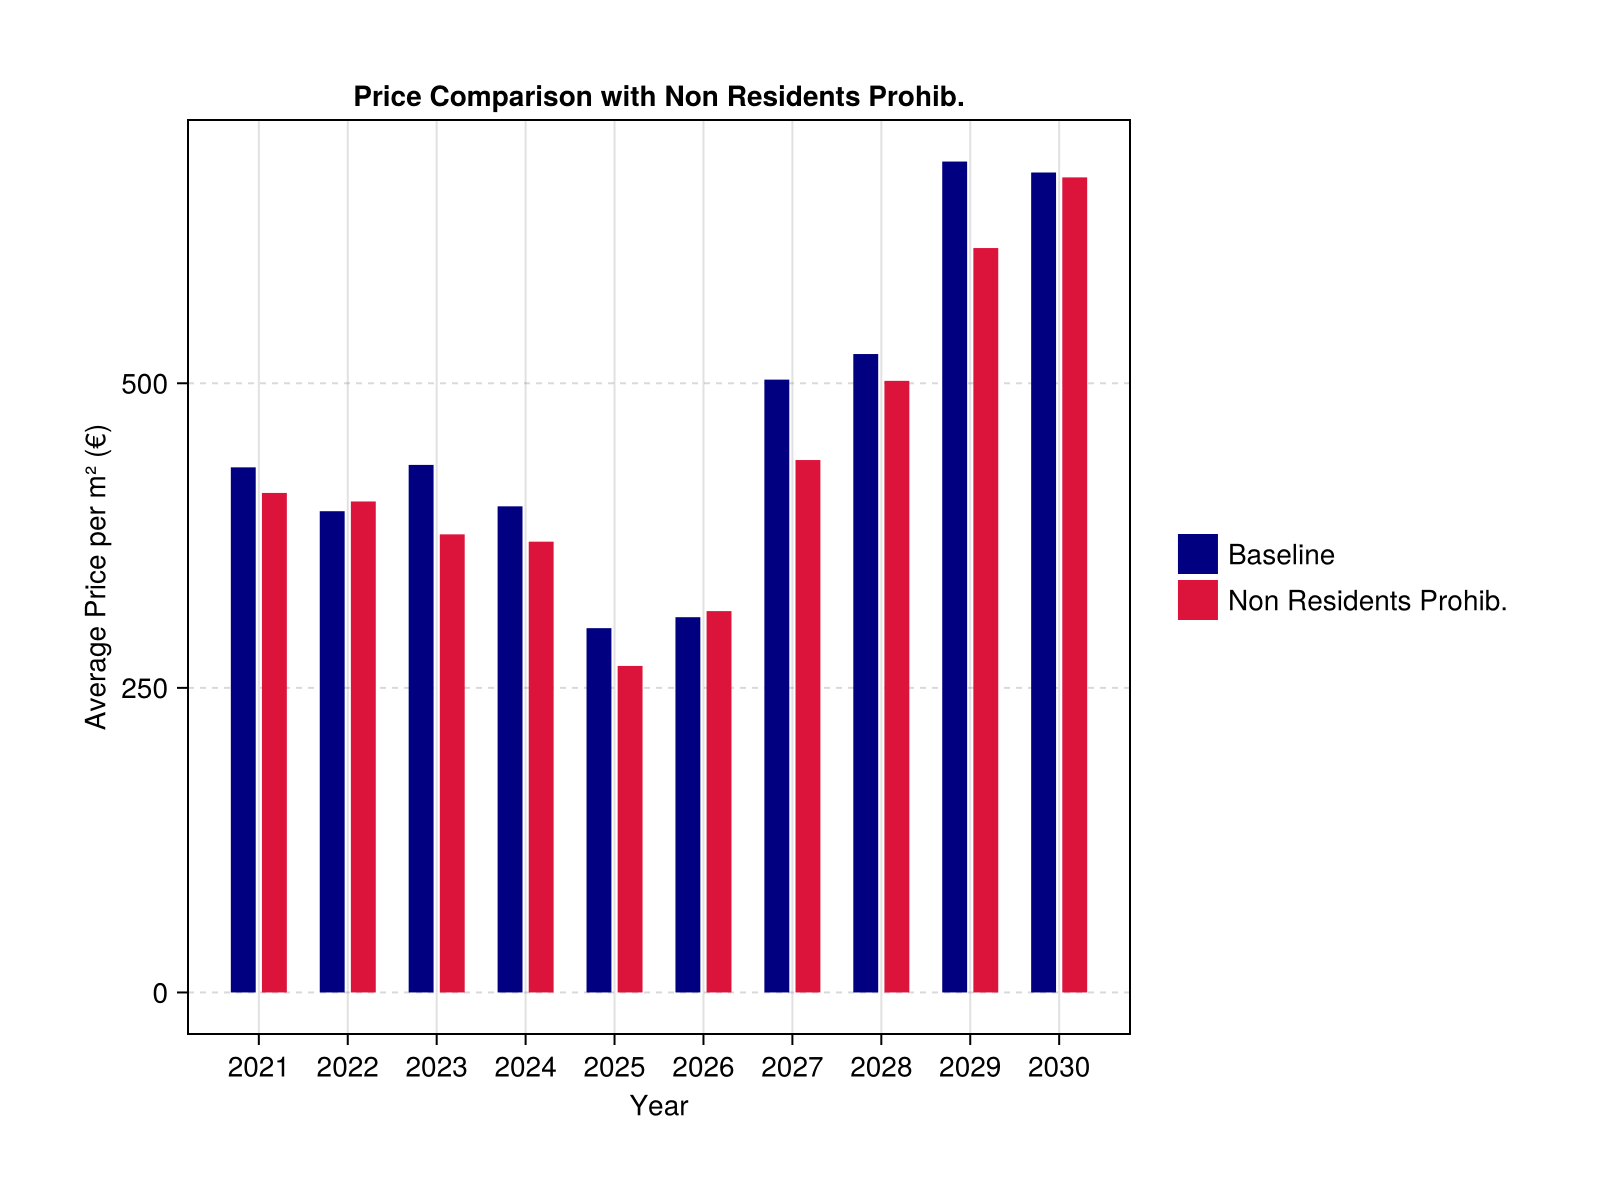 Price Comparison with Non Residents Prohib.
Average Price per m² (€)
500
250
0
2021 2022 2023 2024 2025 2026 2027 2028 2029 2030
Year
Baseline
Non Residents Prohib.